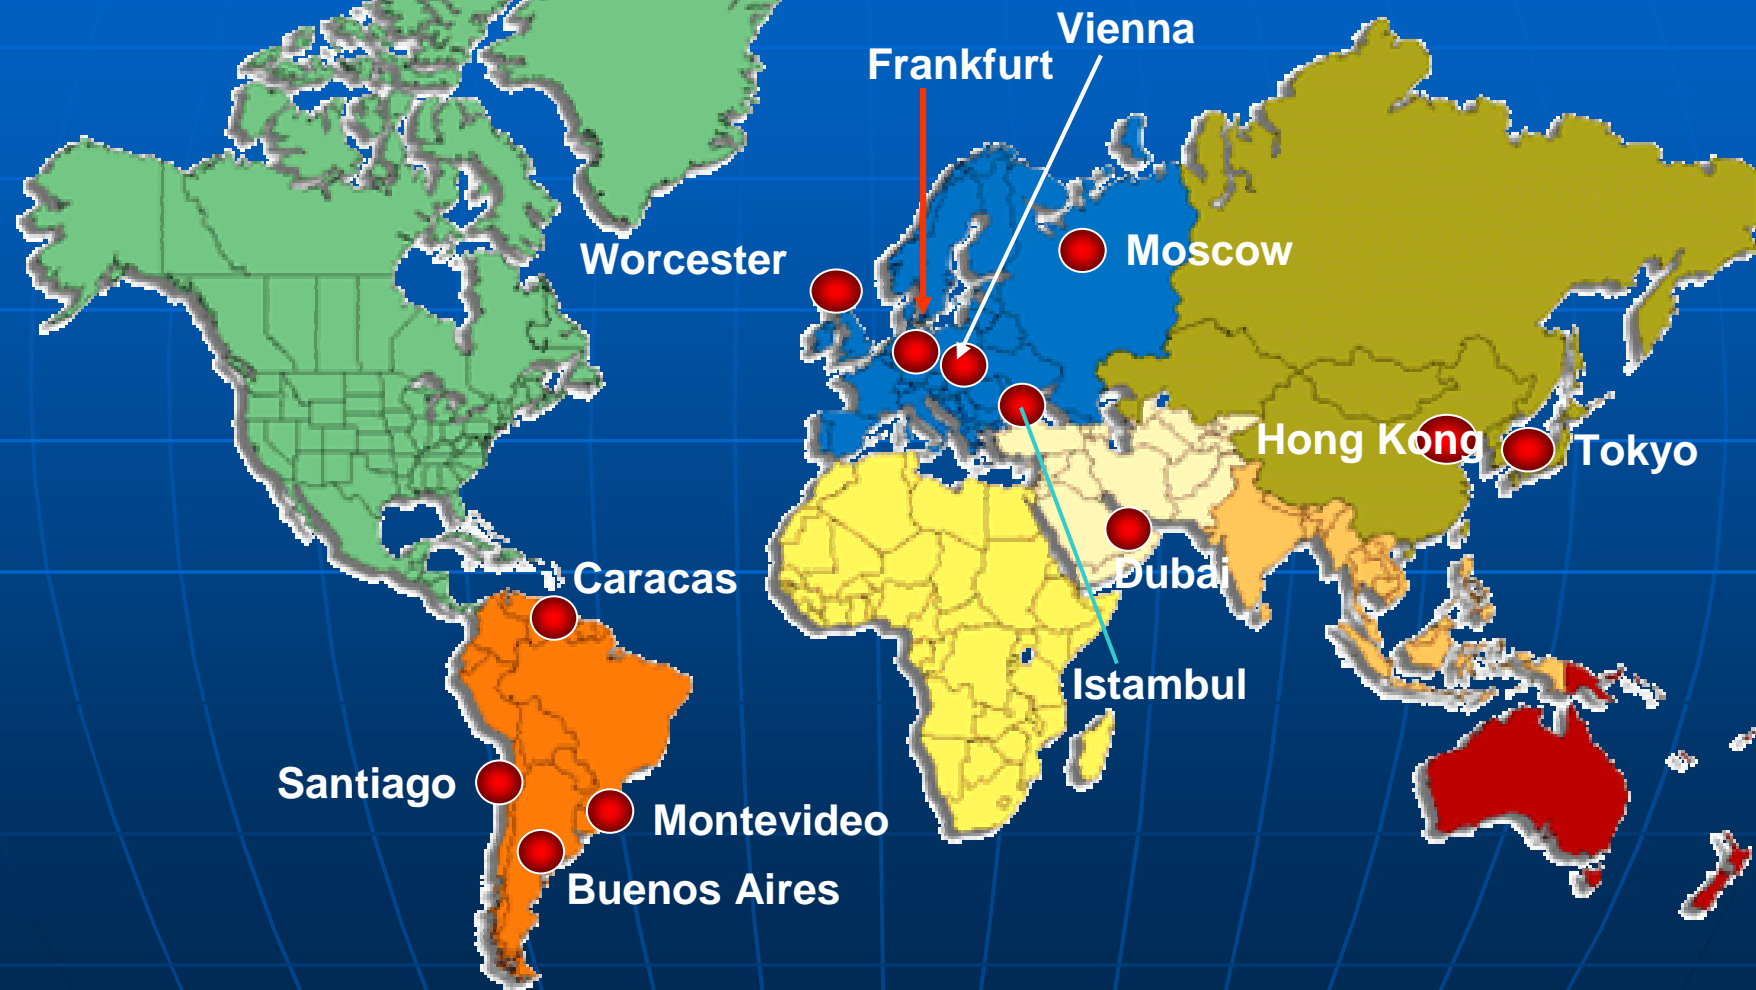 Vienna
Frankfurt
Worcester
Moscow
Hong Kong
Tokyo
Caracas
Dubai
Istambul
Santiago
Montevideo
Buenos Aires